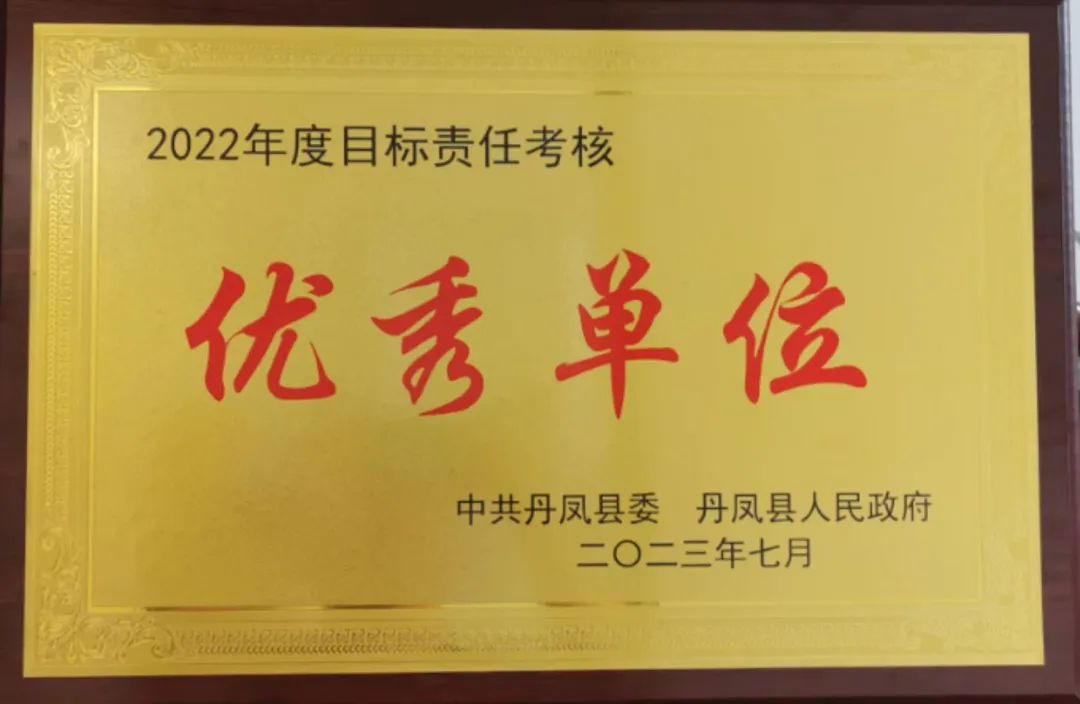 2022年度目标责任考核
优秀单位
中共丹凤县委　丹凤县人民政府
二〇二三年七月